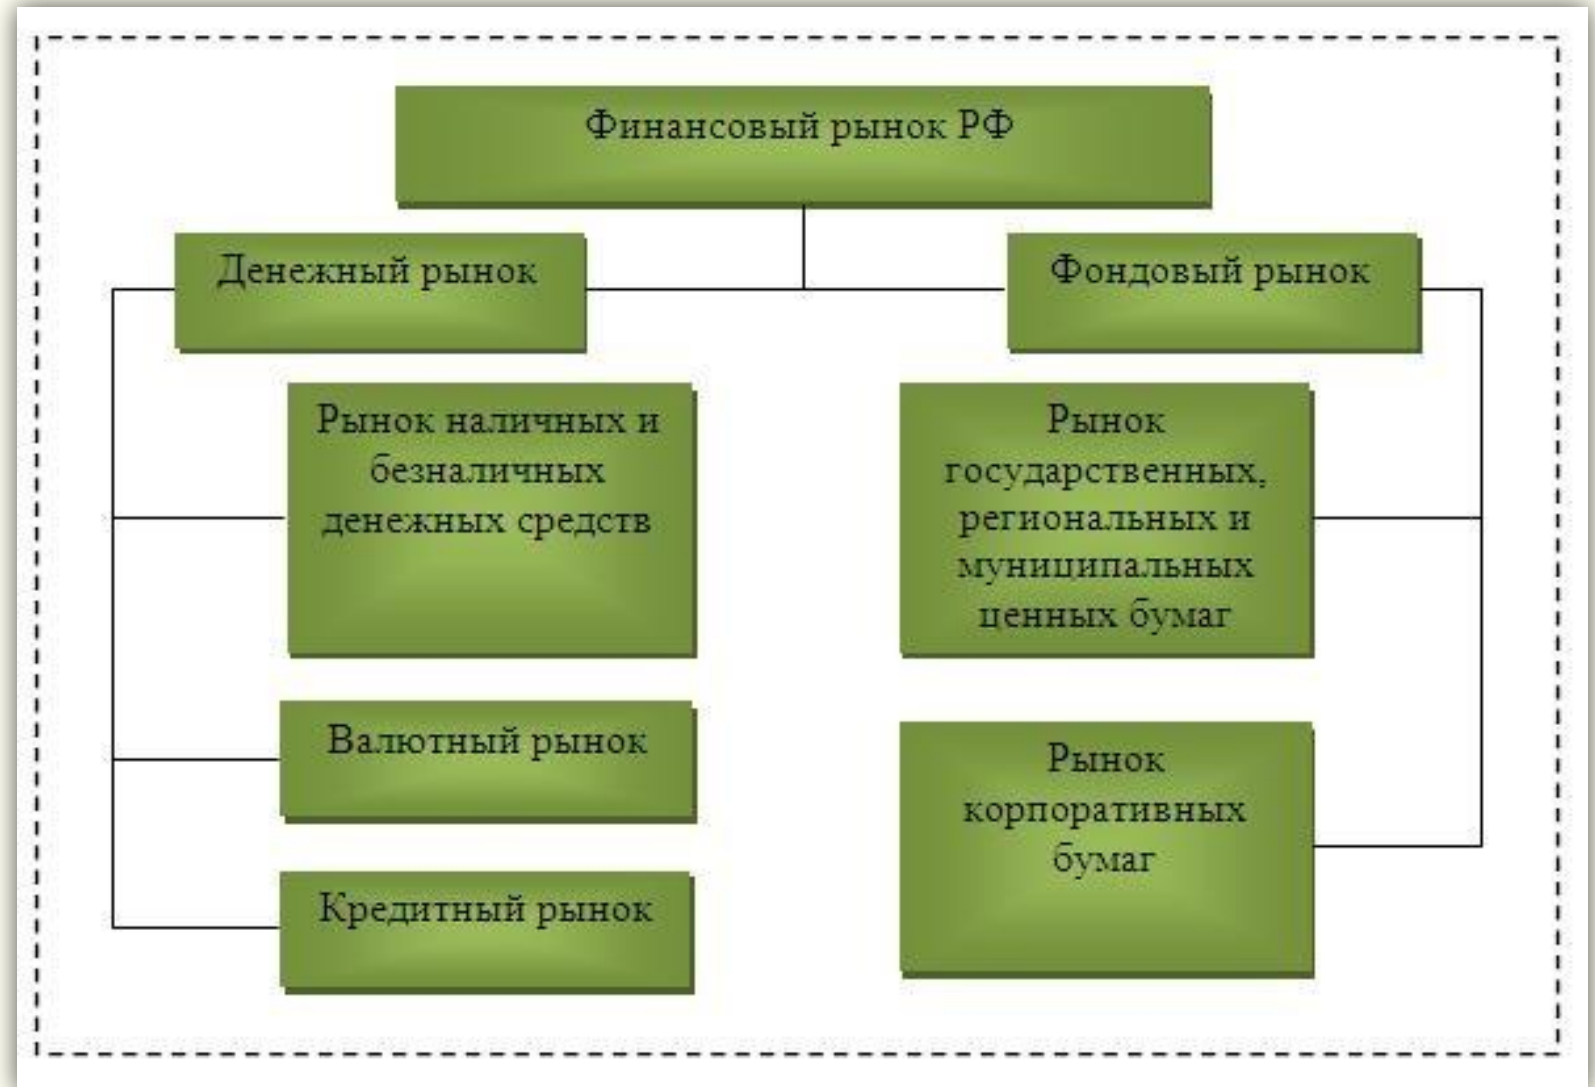 Финансовый рынок РФ
Денежный рынок
Фондовый рынок
Рынок наличных и
безналичных
денежных средств
Рынок
государственных,
региональных и
муниципальных
ценных бумаг
Валютный рынок
Рынок
корпоративных
бумаг
Кредитный рынок